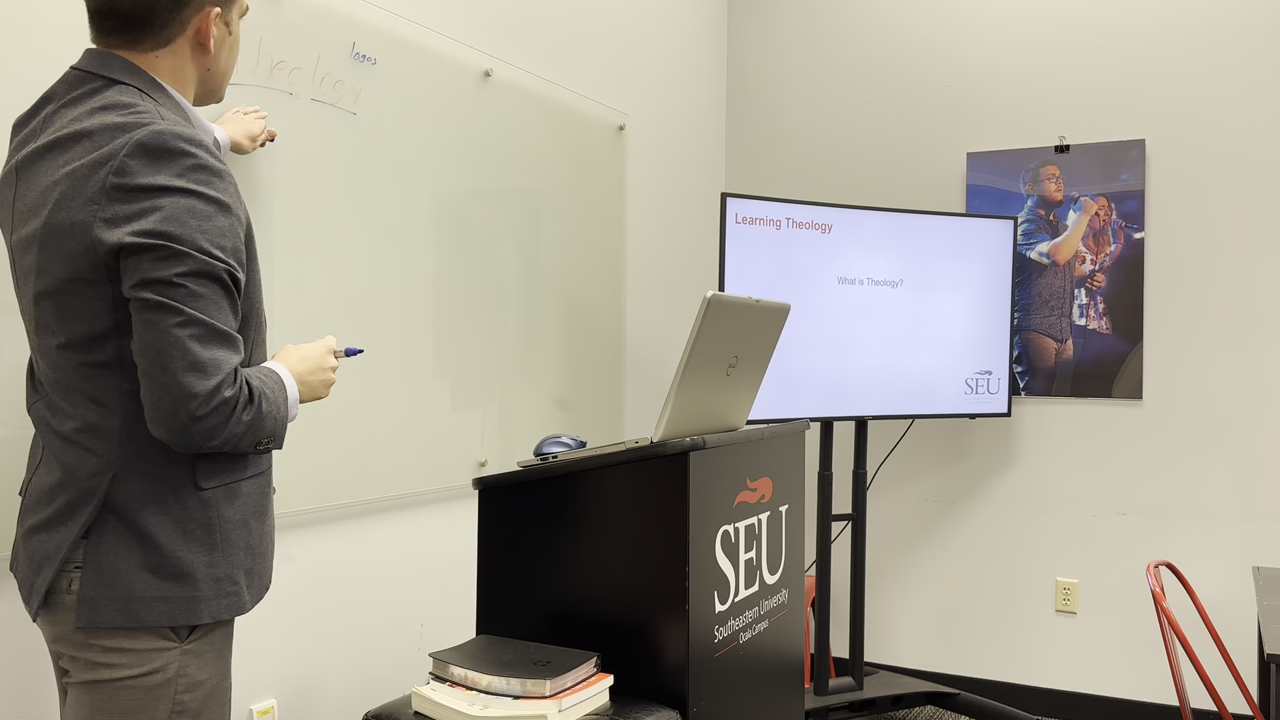 logos
theology
Learning Theology
What is Theology?
SEU
SEU
Southeastern University
Ocala Campus